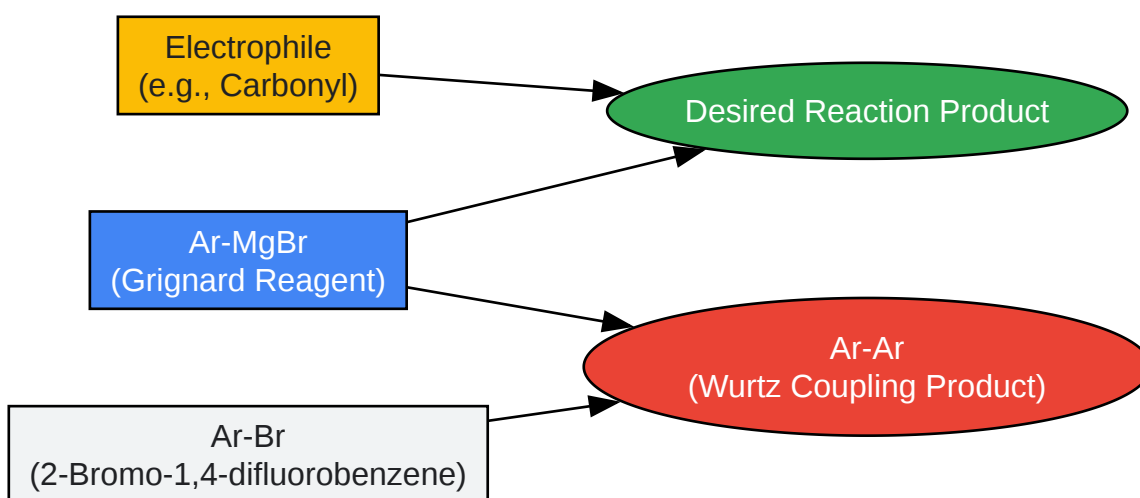 Electrophile
(e.g., Carbonyl)
Desired Reaction Product
Ar-MgBr
(Grignard Reagent)
Ar-Ar
(Wurtz Coupling Product)
Ar-Br
(2-Bromo-1,4-difluorobenzene)